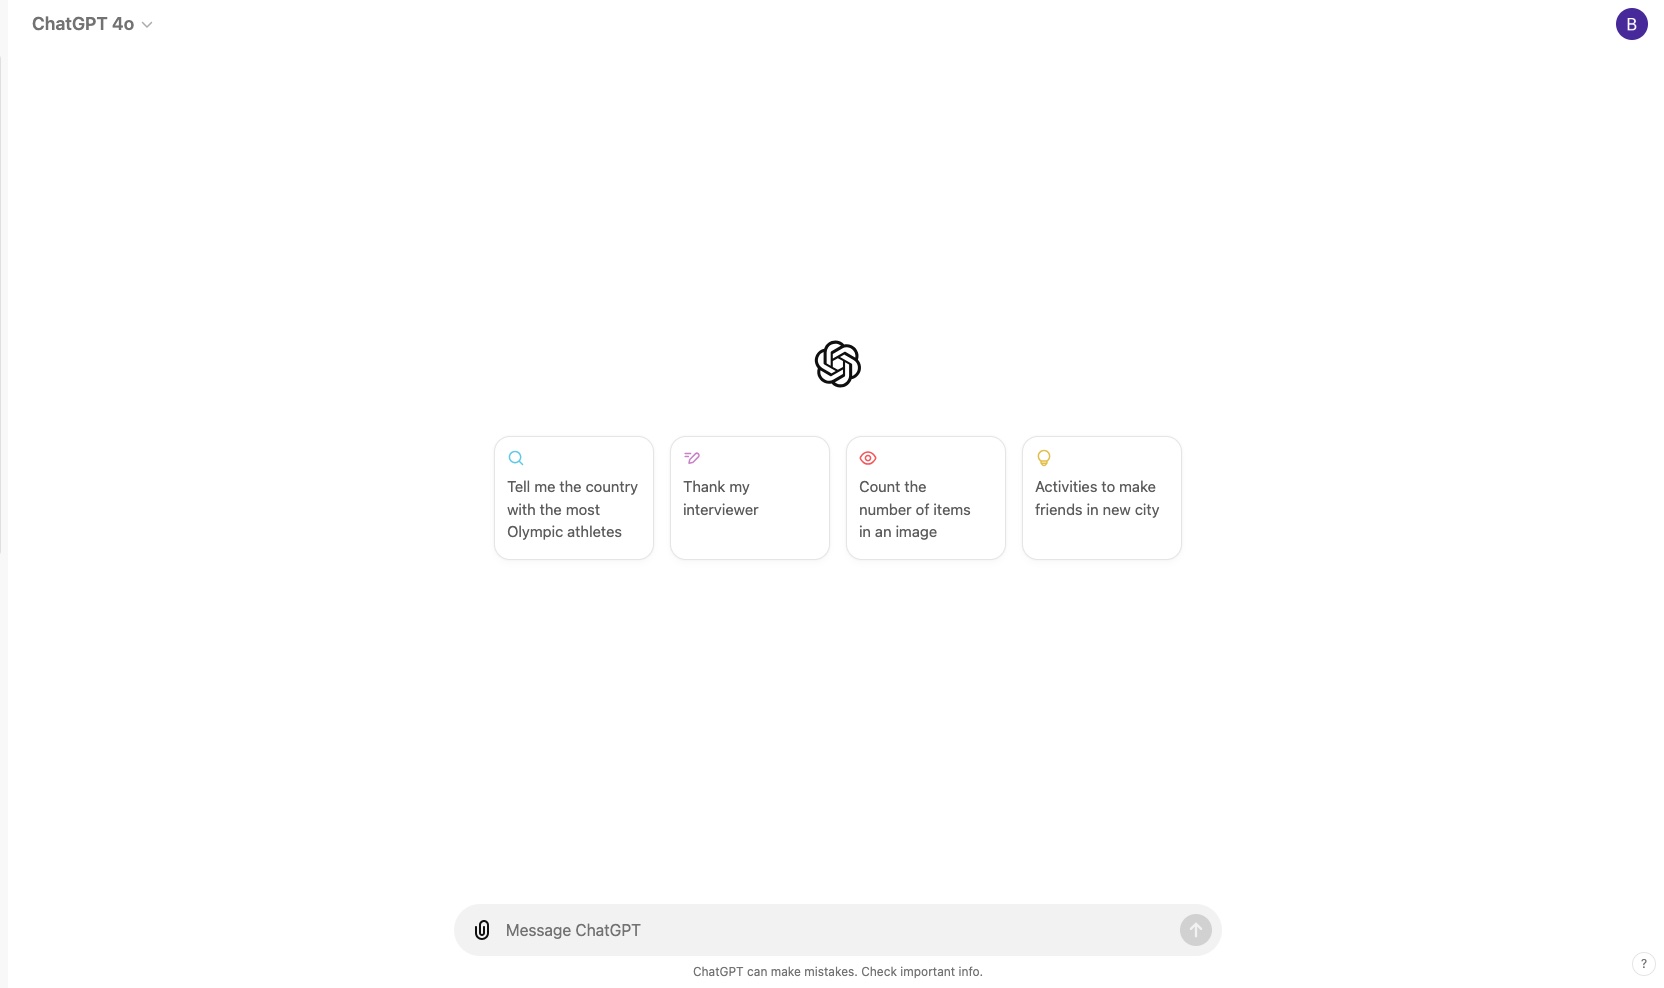 ChatGPT 4o
B
Tell me the country
with the most
Olympic athletes
Thank my
interviewer
Count the
number of items
in an image
Activities to make
friends in new city
Message ChatGPT
ChatGPT can make mistakes. Check important info.
?